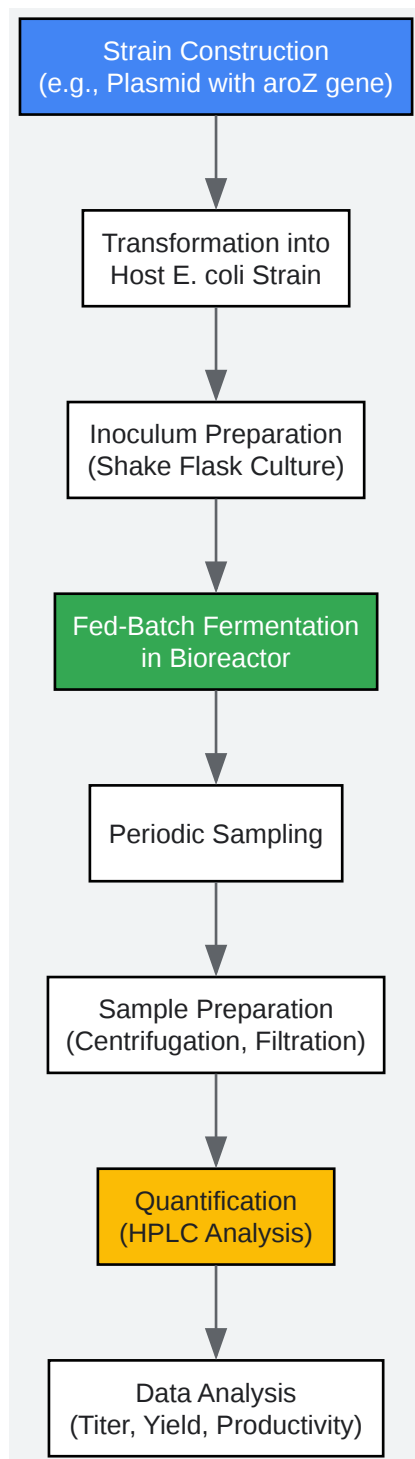 Strain Construction
(e.g., Plasmid with aroZ gene)
Transformation into
Host E. coli Strain
Inoculum Preparation
(Shake Flask Culture)
Fed-Batch Fermentation
in Bioreactor
Periodic Sampling
Sample Preparation
(Centrifugation, Filtration)
Quantification
(HPLC Analysis)
Data Analysis
(Titer, Yield, Productivity)